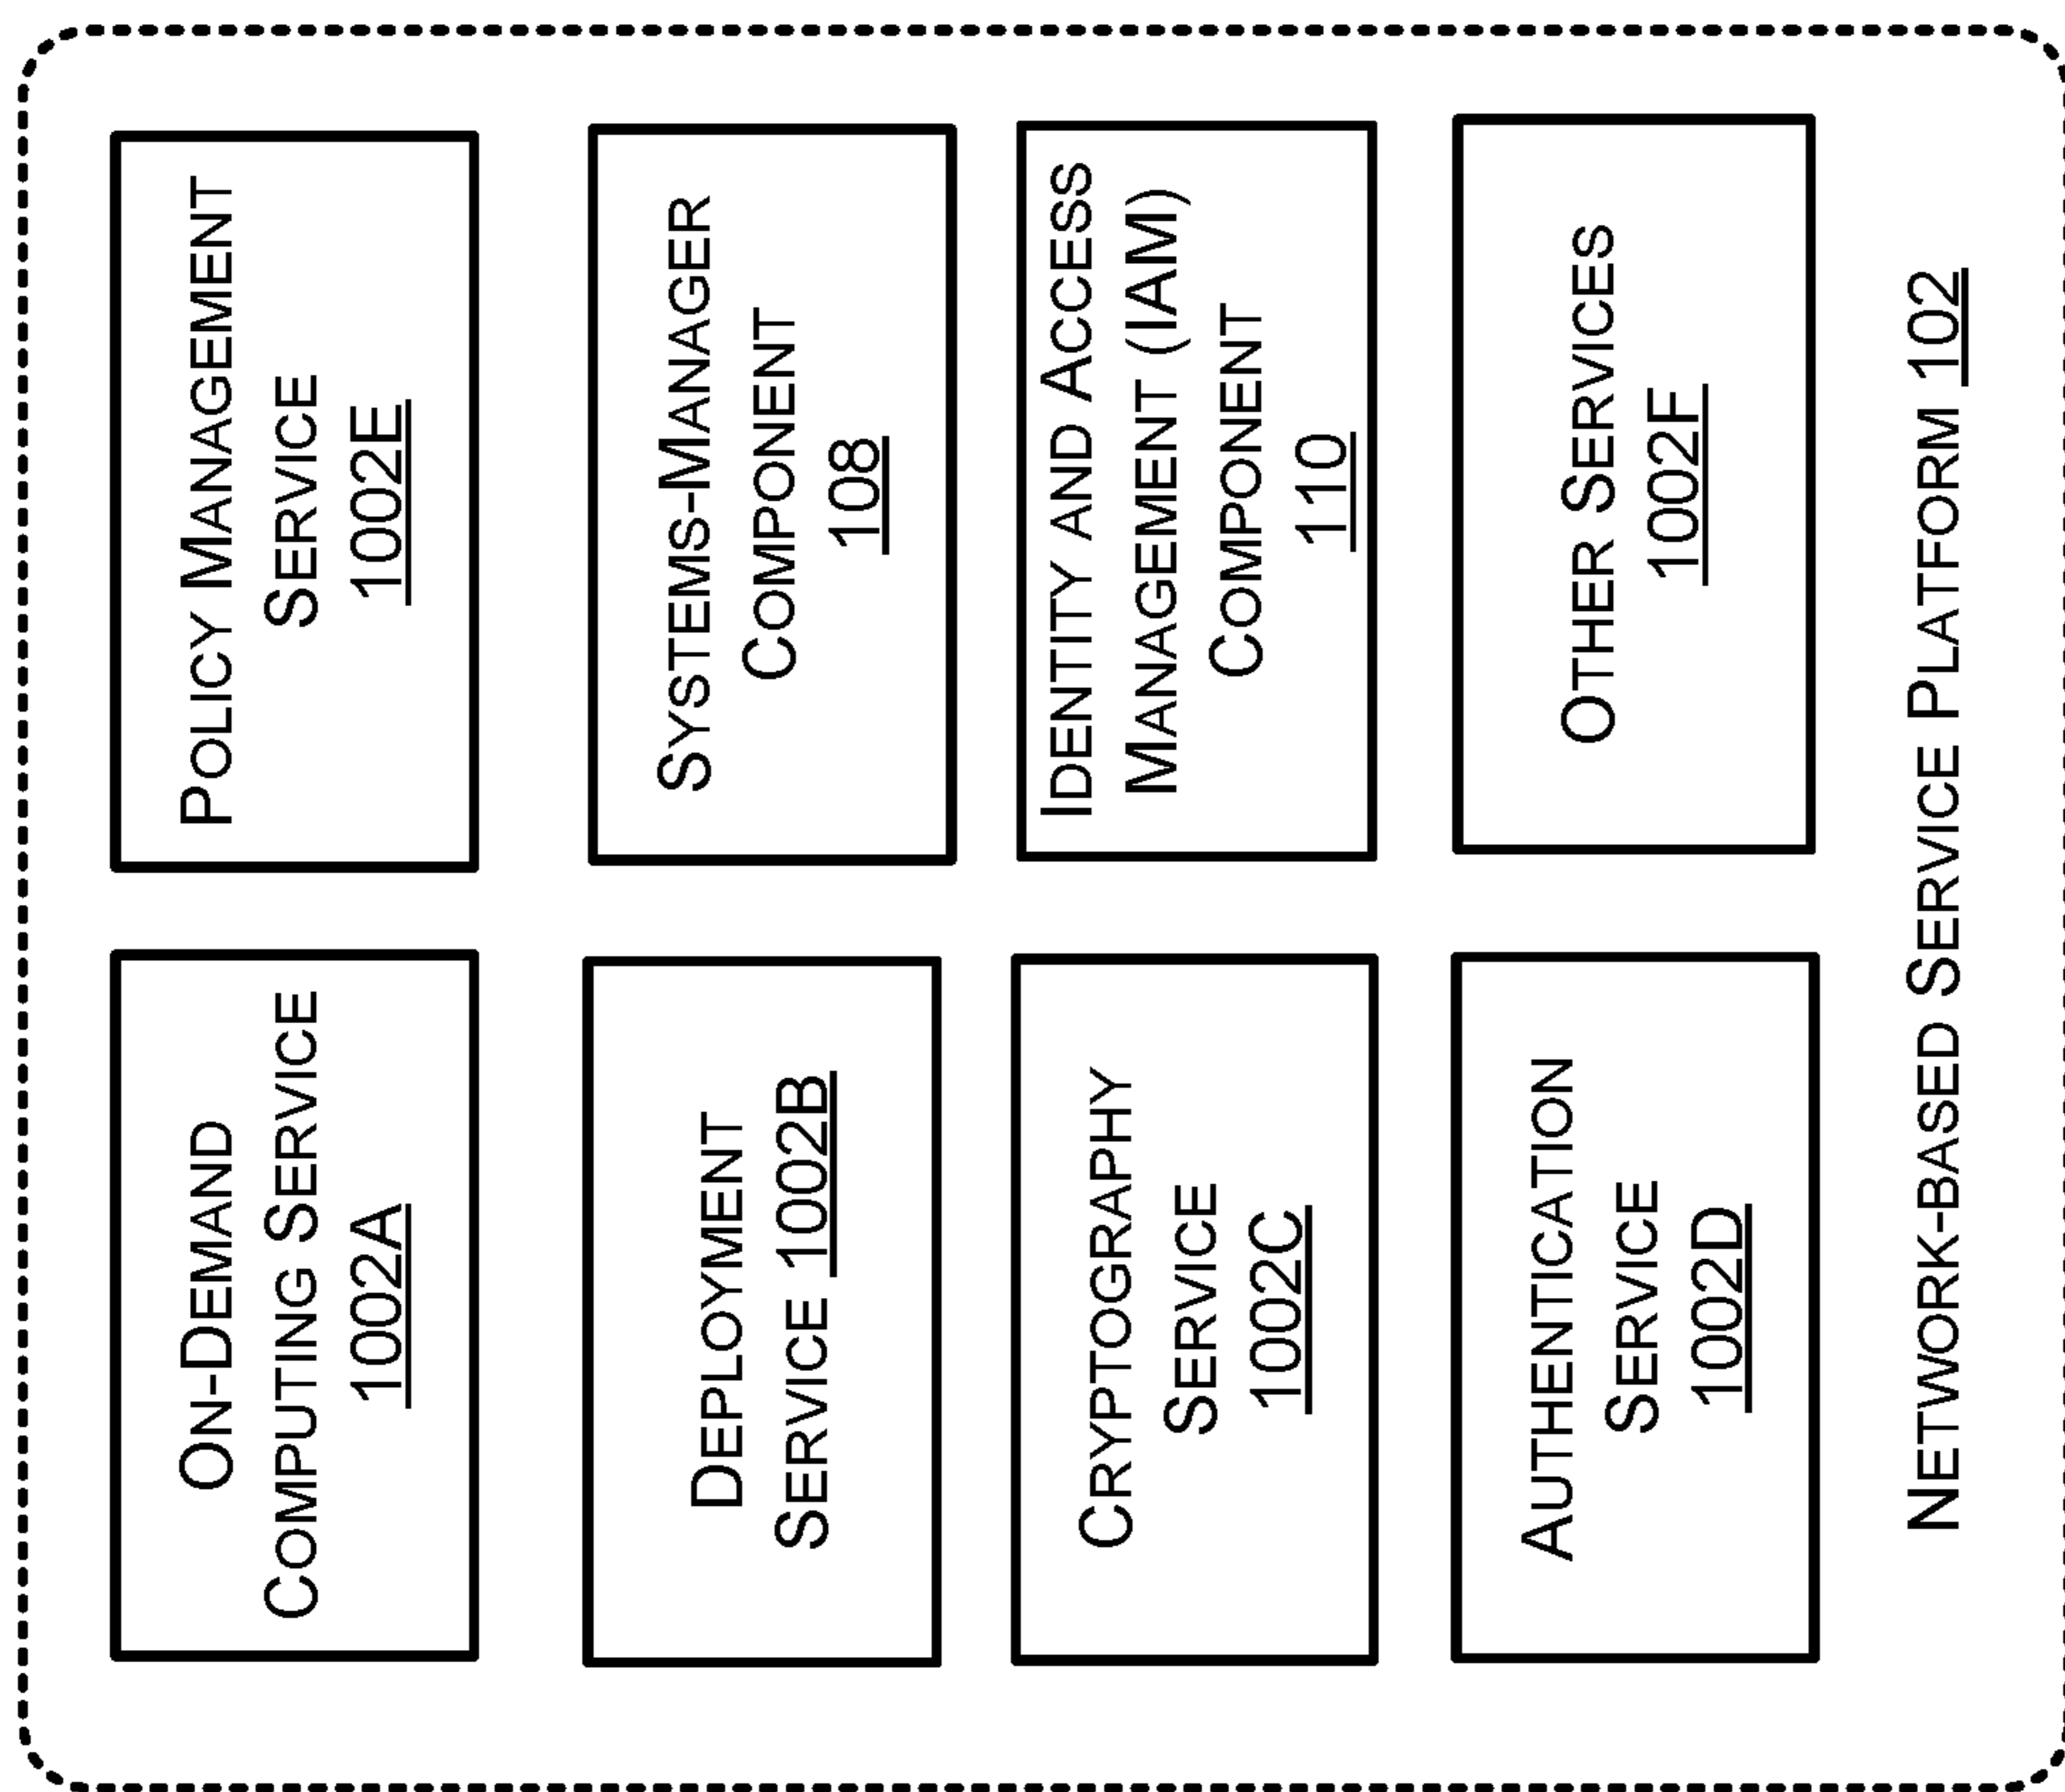 On-Demand
Computing Service
1002A
Deployment
Service 1002B
Cryptography
Service
1002C
Authentication
Service
1002D
Policy Management
Service
1002E
Systems-Manager
Component
108
Identity and Access
Management (IAM)
Component
110
Other Services
1002F
Network-based Service Platform 102